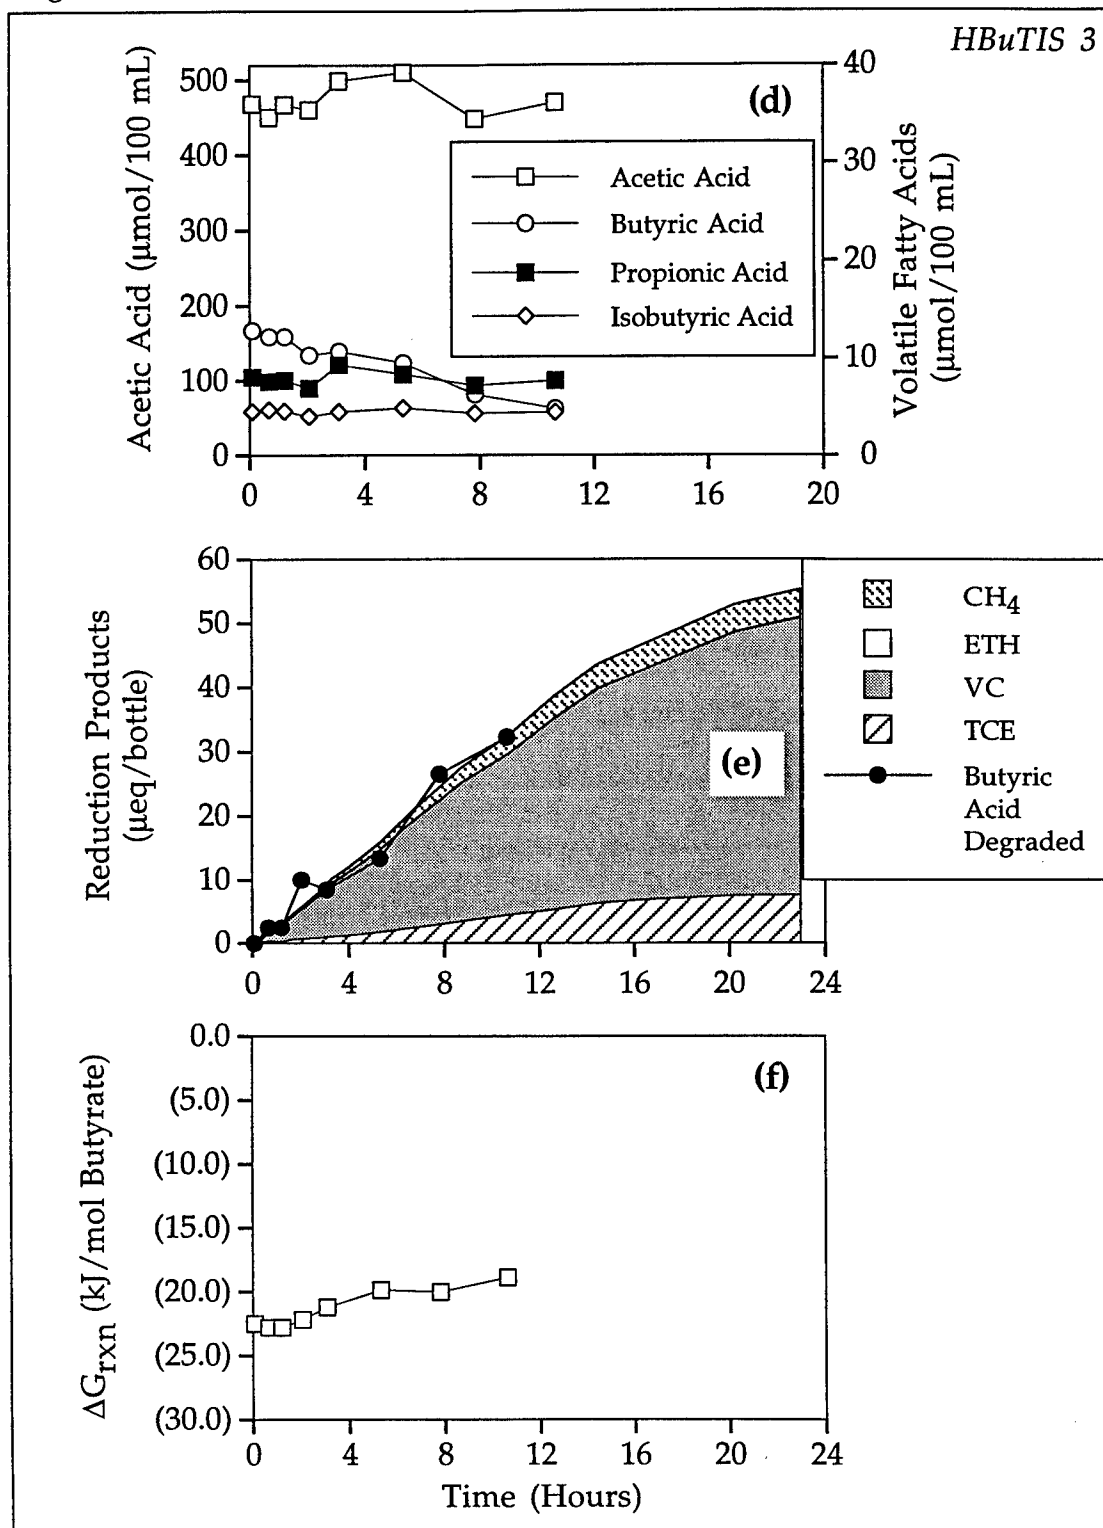 HBuTIS 3
(d)
Acetic Acid (µmol/100 mL)
500
400
300
200
100
0
Volatile Fatty Acids
(µmol/100 mL)
40
30
20
10
0
Acetic Acid
Butyric Acid
Propionic Acid
Isobutyric Acid
0 4 8 12 16 20
Reduction Products
(µeq/bottle)
60
50
40
30
20
10
0
(e)
CH4
ETH
VC
TCE
Butyric
Acid
Degraded
0 4 8 12 16 20 24
ΔGrxn (kJ/mol Butyrate)
0.0
(5.0)
(10.0)
(15.0)
(20.0)
(25.0)
(30.0)
(f)
0 4 8 12 16 20 24
Time (Hours)